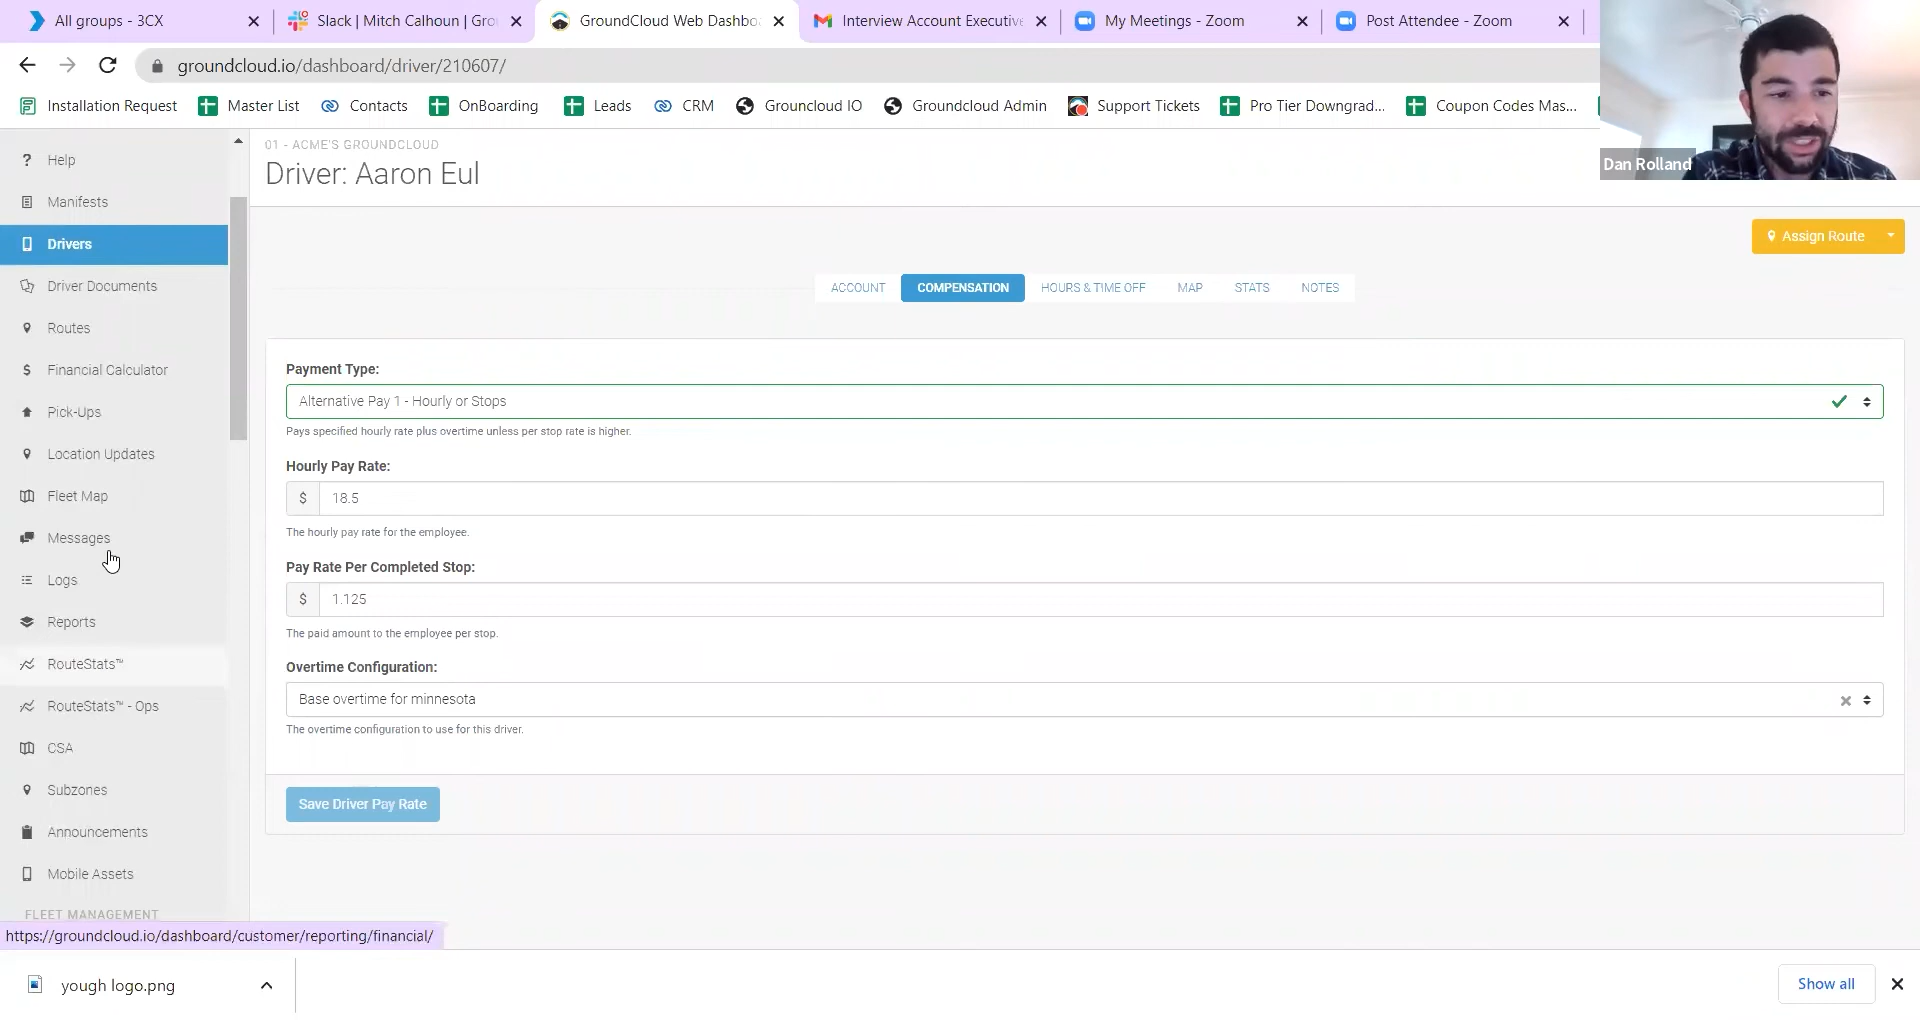 All groups - 3CX
Slack | Mitch Calhoun | Gro
GroundCloud Web Dashbo
Interview Account Executive
My Meetings - Zoom
Post Attendee - Zoom
groundcloud.io/dashboard/driver/210607/
Installation Request
Master List
Contacts
OnBoarding
Leads
CRM
Grouncloud IO
Groundcloud Admin
Support Tickets
Pro Tier Downgrad...
Coupon Codes Mas...
Dan Rolland
? Help
Manifests
Drivers
Driver Documents
Routes
$ Financial Calculator
Pick-Ups
Location Updates
Fleet Map
Messages
Logs
Reports
RouteStats™
RouteStats™ - Ops
CSA
Subzones
Announcements
Mobile Assets
FLEET MANAGEMENT
01 - ACME'S GROUNDCLOUD
Driver: Aaron Eul
Assign Route
ACCOUNT
COMPENSATION
HOURS & TIME OFF
MAP
STATS
NOTES
Payment Type:
Alternative Pay 1 - Hourly or Stops
Pays specified hourly rate plus overtime unless per stop rate is higher.
Hourly Pay Rate:
$ 18.5
The hourly pay rate for the employee.
Pay Rate Per Completed Stop:
$ 1.125
The paid amount to the employee per stop.
Overtime Configuration:
Base overtime for minnesota
The overtime configuration to use for this driver.
Save Driver Pay Rate
https://groundcloud.io/dashboard/customer/reporting/financial/
yough logo.png
Show all